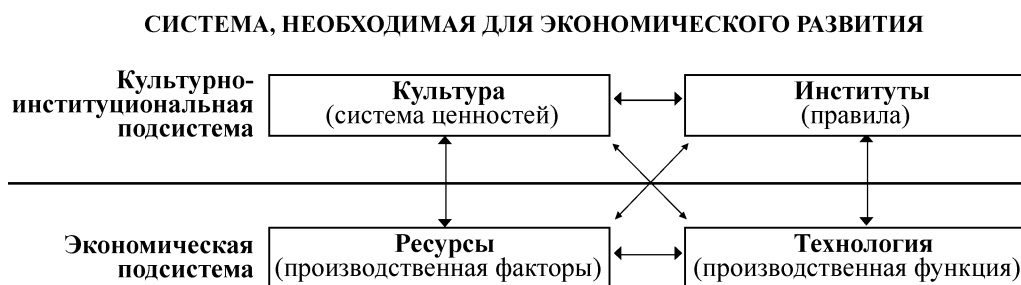 СИСТЕМА, НЕОБХОДИМАЯ ДЛЯ ЭКОНОМИЧЕСКОГО РАЗВИТИЯ
Культурно-
институциональная
подсистема
Культура
(система ценностей)
Институты
(правила)
Экономическая
подсистема
Ресурсы
(производственная факторы)
Технология
(производственная функция)